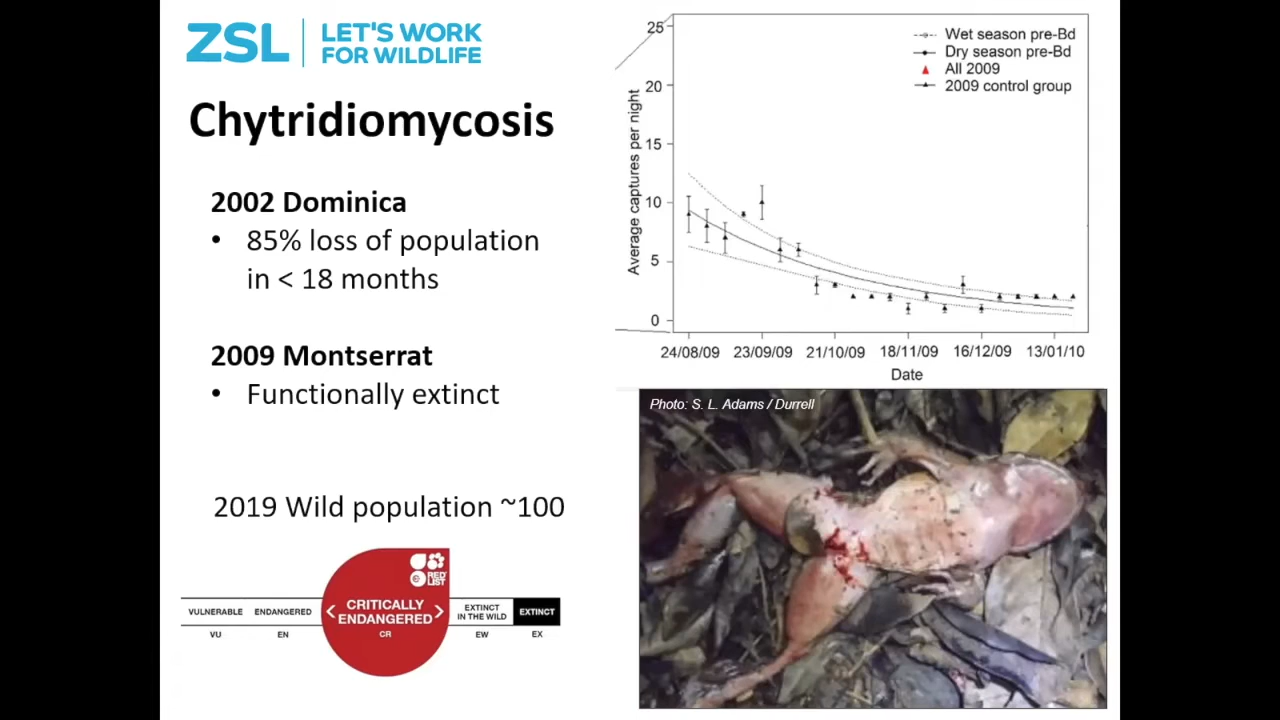 ZSL
LET'S WORK
FOR WILDLIFE
Chytridiomycosis
2002 Dominica
• 85% loss of population
in < 18 months
2009 Montserrat
• Functionally extinct
2019 Wild population ~100
RED
LIST
VULNERABLE
ENDANGERED
< CRITICALLY
ENDANGERED >
EXTINCT
IN THE WILD
EXTINCT
VU
EN
CR
EW
EX
Wet season pre-Bd
Dry season pre-Bd
All 2009
2009 control group
Average captures per night
25
20
15
10
5
0
24/08/09
23/09/09
21/10/09
18/11/09
16/12/09
13/01/10
Date
Photo: S. L. Adams / Durrell